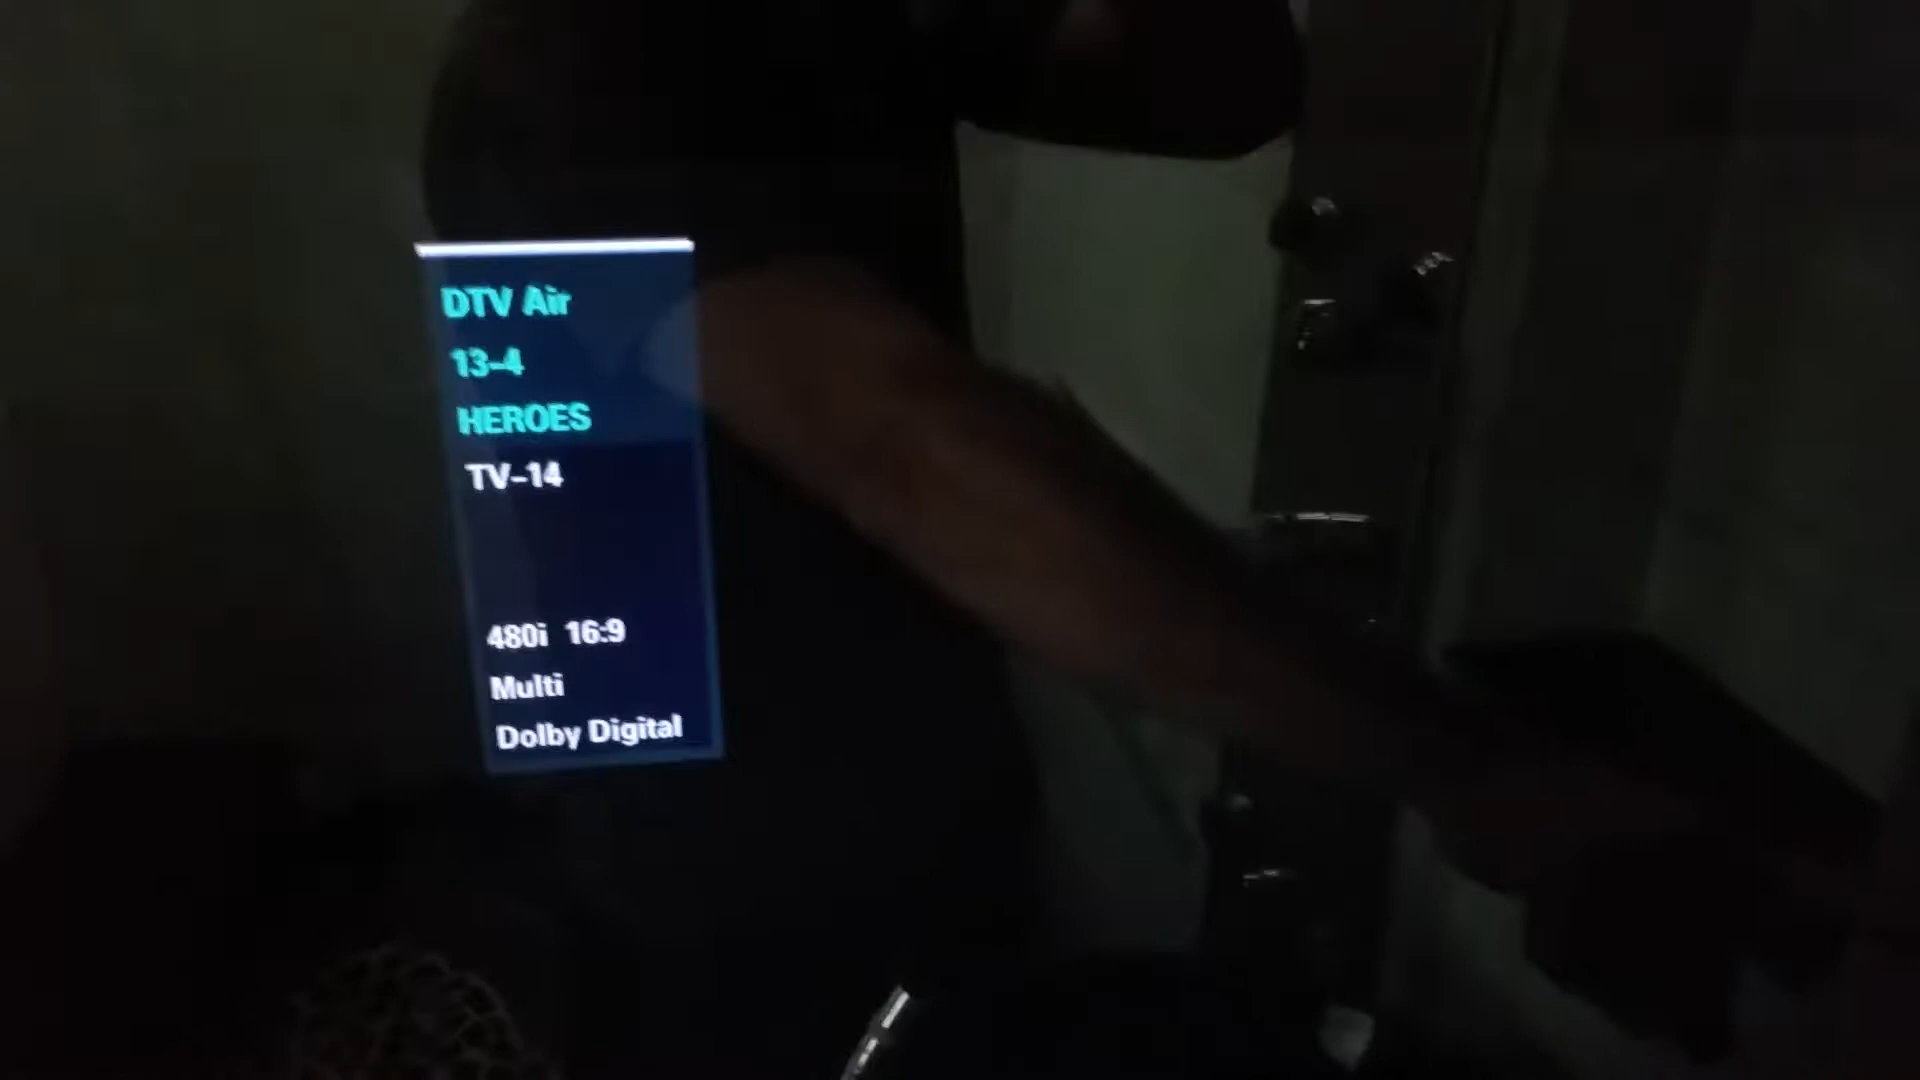 DTV Air
13-4
HEROES
TV-14
480i 16:9
Multi
Dolby Digital